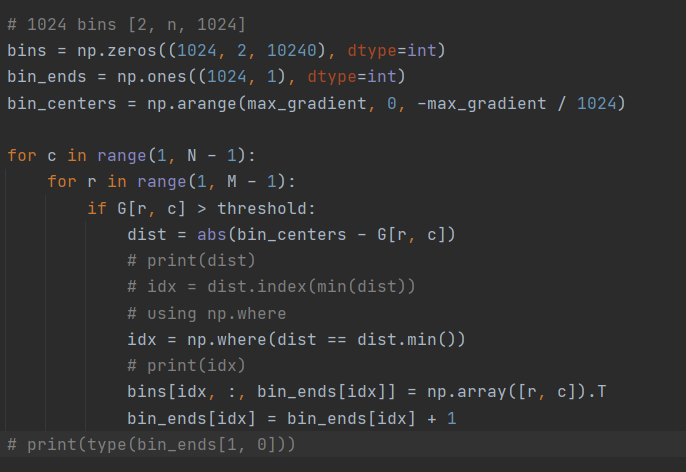 # 1024 bins [2, n, 1024]
bins = np.zeros((1024, 2, 10240), dtype=int)
bin_ends = np.ones((1024, 1), dtype=int)
bin_centers = np.arange(max_gradient, 0, -max_gradient / 1024)

for c in range(1, N - 1):
    for r in range(1, M - 1):
        if G[r, c] > threshold:
            dist = abs(bin_centers - G[r, c])
            # print(dist)
            # idx = dist.index(min(dist))
            # using np.where
            idx = np.where(dist == dist.min())
            # print(idx)
            bins[idx, :, bin_ends[idx]] = np.array([r, c]).T
            bin_ends[idx] = bin_ends[idx] + 1
# print(type(bin_ends[1, 0]))